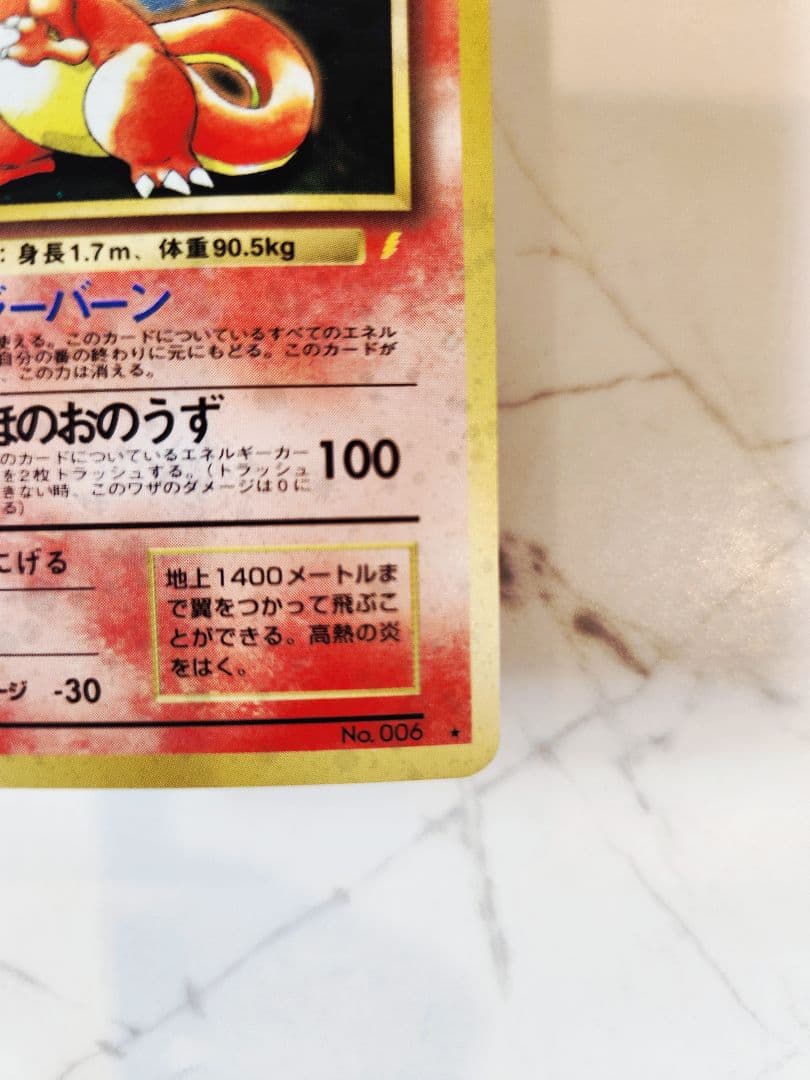 : 身長1.7m、体重90.5kg
ジーバーン
使える。このカードについているすべてのエネル
自分の番の終わりに元にもどる。このカードが
、この力は消える。
ほのおのうず
のカードについているエネルギーカー
を2枚トラッシュする。(トラッシュ
きない時、このワザのダメージは0に
る)
100
にげる
地上1400メートルま
で翼をつかって飛ぶこ
とができる。高熱の炎
をはく。
ージ -30
No. 006 ★